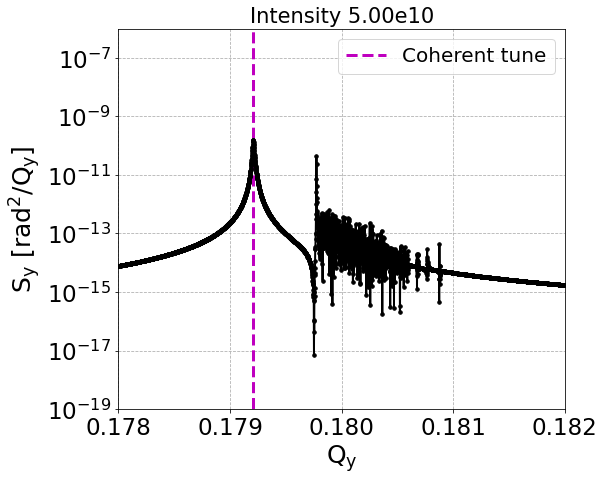 Intensity 5.00e10
Coherent tune
S_y [rad^2/Q_y]
10^-7
10^-9
10^-11
10^-13
10^-15
10^-17
10^-19
0.178 0.179 0.180 0.181 0.182
Q_y